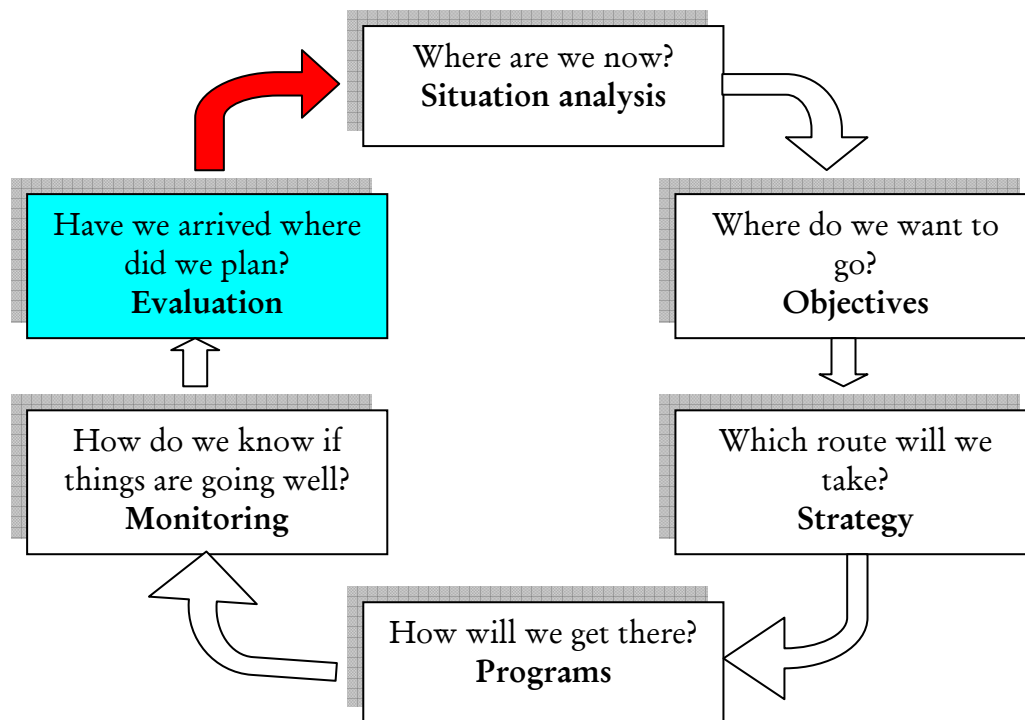 Where are we now?
Situation analysis
Where do we want to
go?
Objectives
Which route will we
take?
Strategy
How will we get there?
Programs
How do we know if
things are going well?
Monitoring
Have we arrived where
did we plan?
Evaluation